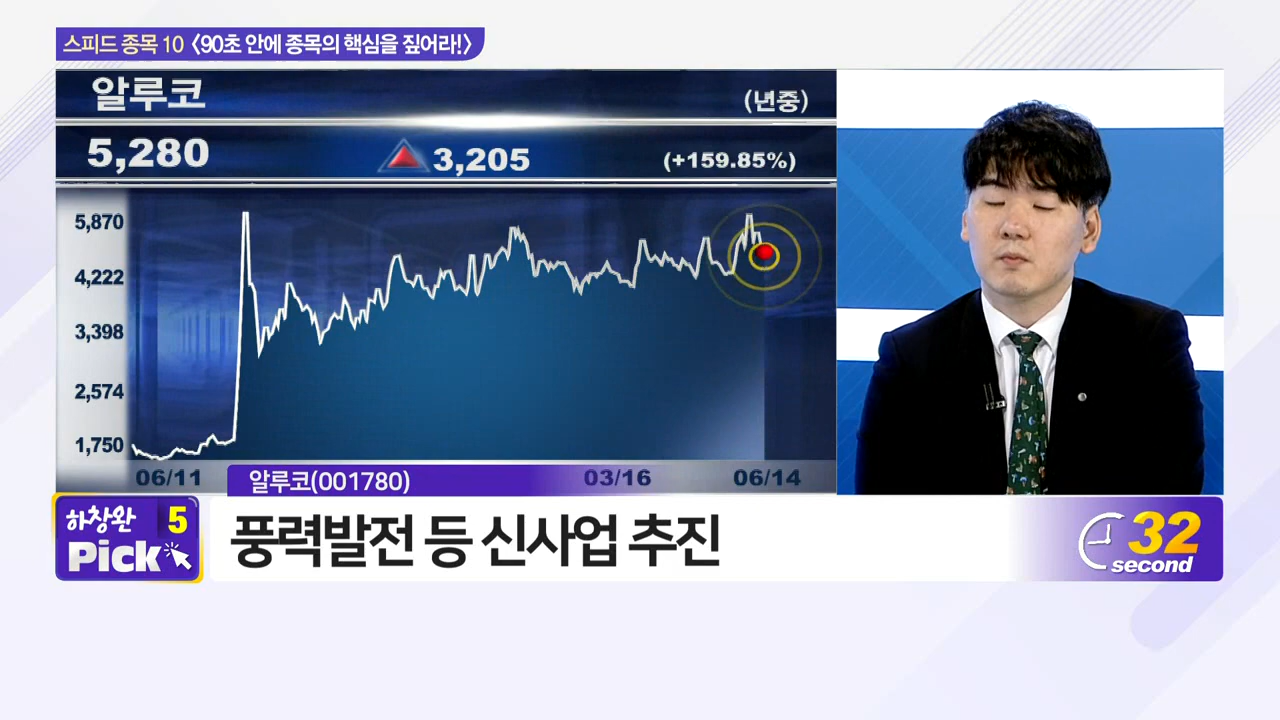 스피드 종목 10 <90초 안에 종목의 핵심을 짚어라!>
알루코
(년중)
5,280
3,205
(+159.85%)
5,870
4,222
3,398
2,574
1,750
06/11
03/16
06/14
알루코(001780)
하창완 5
Pick
풍력발전 등 신사업 추진
32
second